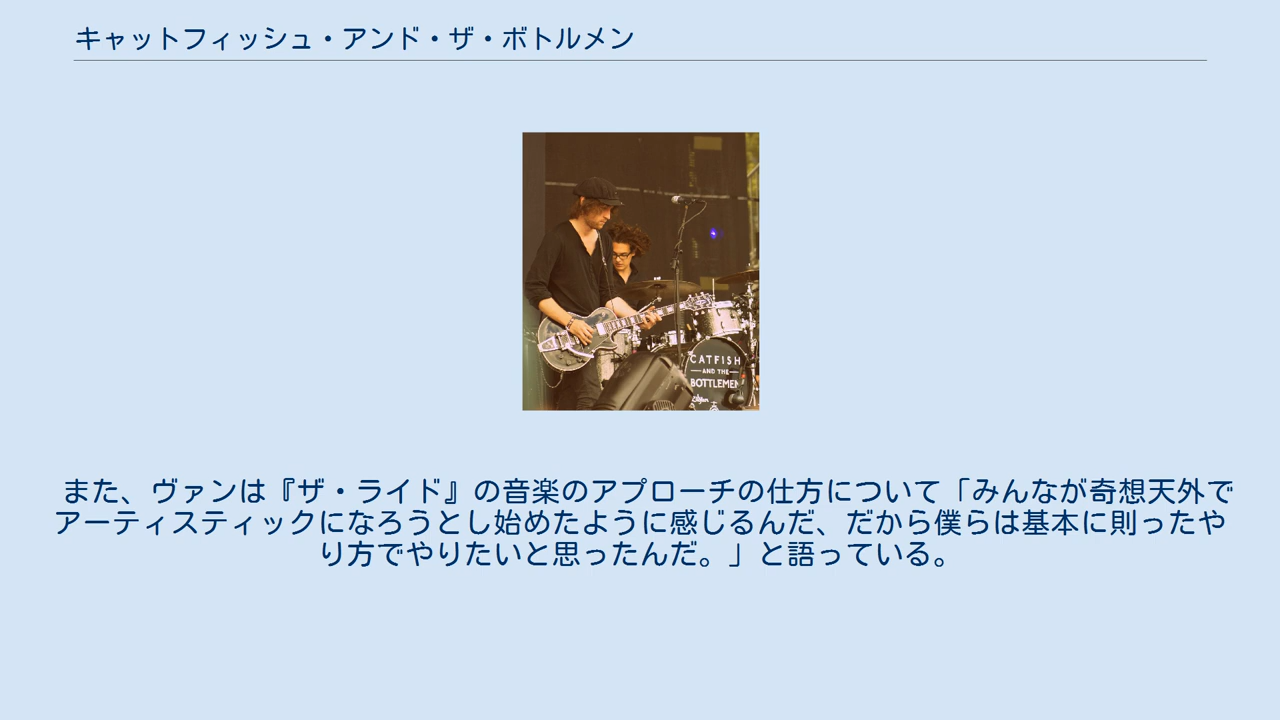 キャットフィッシュ・アンド・ザ・ボトルメン
CATFISH
AND THE
BOTTLEMEN
また、ヴァンは『ザ・ライド』の音楽のアプローチの仕方について「みんなが奇想天外で
アーティスティックになろうとし始めたように感じるんだ、だから僕らは基本に則ったや
り方でやりたいと思ったんだ。」と語っている。